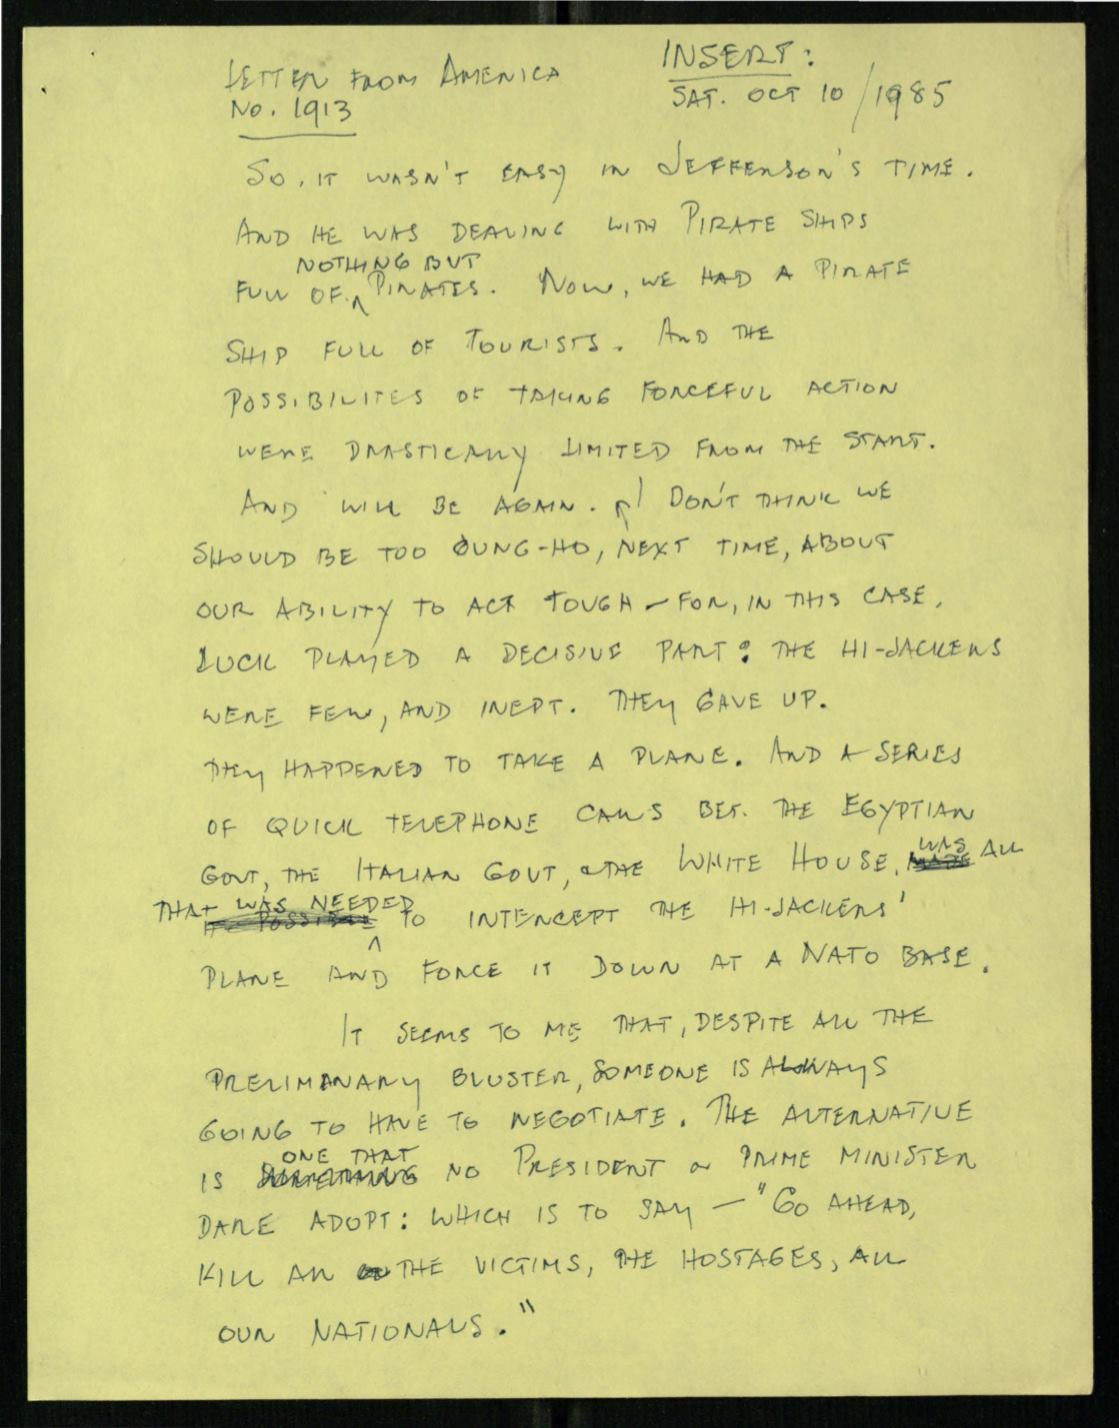 LETTER FROM AMERICA
No. 1913
INSERT:
SAT. OCT 10/1985
SO, IT WASN'T EASY IN JEFFERSON'S TIME.
AND HE WAS DEALING WITH PIRATE SHIPS
NOTHING BUT
FULL OF PIRATES. NOW, WE HAD A PIRATE
SHIP FULL OF TOURISTS. AND THE
POSSIBILITES OF TAKING FORCEFUL ACTION
WERE DRASTICALLY LIMITED FROM THE START.
AND WILL BE AGAIN. I DON'T THINK WE
SHOULD BE TOO GUNG-HO, NEXT TIME, ABOUT
OUR ABILITY TO ACT TOUGH – FOR, IN THIS CASE,
LUCK PLAYED A DECISIVE PART: THE HI-JACKERS
WERE FEW, AND INEPT. THEY GAVE UP.
THEY HAPPENED TO TAKE A PLANE. AND A SERIES
OF QUICK TELEPHONE CALLS BET. THE EGYPTIAN
GOVT, THE ITALIAN GOVT, & THE WHITE HOUSE, WAS ALL
THAT WAS NEEDED
TO INTERCEPT THE HI-JACKERS'
PLANE AND FORCE IT DOWN AT A NATO BASE.
IT SEEMS TO ME THAT, DESPITE ALL THE
PRELIMANARY BLUSTER, SOMEONE IS ALWAYS
GOING TO HAVE TO NEGOTIATE. THE ALTERNATIVE
ONE THAT
IS NO PRESIDENT OR PRIME MINISTER
DARE ADOPT: WHICH IS TO SAY – "GO AHEAD,
KILL ALL THE VICTIMS, THE HOSTAGES, ALL
OUR NATIONALS."